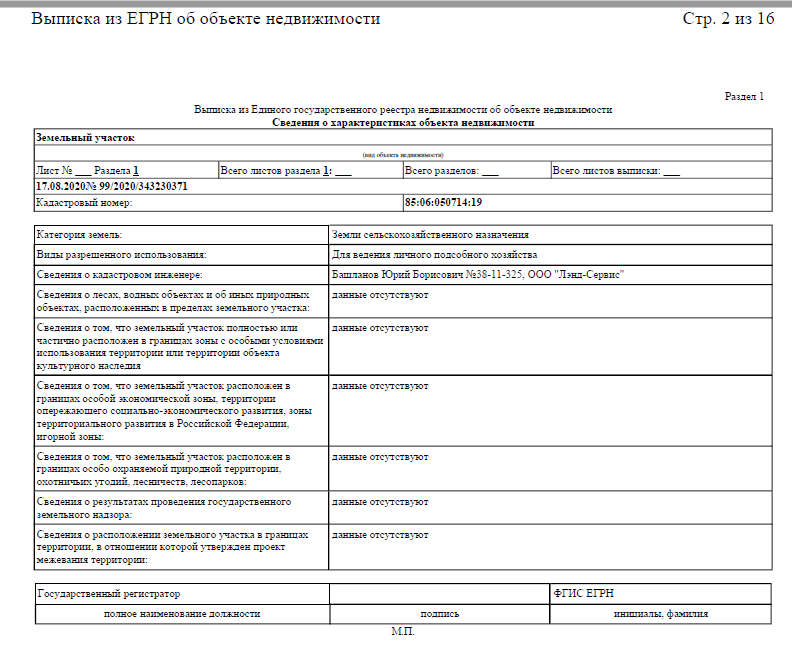 Выписка из ЕГРН об объекте недвижимости
Стр. 2 из 16
Раздел 1
Выписка из Единого государственного реестра недвижимости об объекте недвижимости
Сведения о характеристиках объекта недвижимости
Земельный участок
(вид объекта недвижимости)
Лист № ___ Раздела 1
Всего листов раздела 1: ___
Всего разделов: ___
Всего листов выписки: ___
17.08.2020№ 99/2020/343230371
Кадастровый номер:
85:06:050714:19
Категория земель:
Земли сельскохозяйственного назначения
Виды разрешенного использования:
Для ведения личного подсобного хозяйства
Сведения о кадастровом инженере:
Башланов Юрий Борисович №38-11-325, ООО "Лэнд-Сервис"
Сведения о лесах, водных объектах и об иных природных
объектах, расположенных в пределах земельного участка:
данные отсутствуют
Сведения о том, что земельный участок полностью или
частично расположен в границах зоны с особыми условиями
использования территории или территории объекта
культурного наследия
данные отсутствуют
Сведения о том, что земельный участок расположен в
границах особой экономической зоны, территории
опережающего социально-экономического развития, зоны
территориального развития в Российской Федерации,
игорной зоны:
данные отсутствуют
Сведения о том, что земельный участок расположен в
границах особо охраняемой природной территории,
охотничьих угодий, лесничеств, лесопарков:
данные отсутствуют
Сведения о результатах проведения государственного
земельного надзора:
данные отсутствуют
Сведения о расположении земельного участка в границах
территории, в отношении которой утвержден проект
межевания территории:
данные отсутствуют
Государственный регистратор
ФГИС ЕГРН
полное наименование должности
подпись
инициалы, фамилия
М.П.